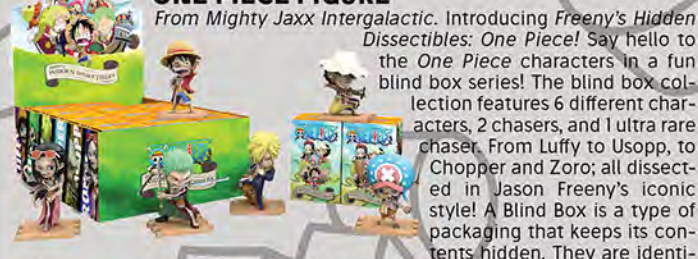 ONE PIECE FIGURE
From Mighty Jaxx Intergalactic. Introducing Freeny's Hidden
Dissectibles: One Piece! Say hello to
the One Piece characters in a fun
blind box series! The blind box col-
lection features 6 different char-
acters, 2 chasers, and 1 ultra rare
chaser. From Luffy to Usopp, to
Chopper and Zoro; all dissect-
ed in Jason Freeny's iconic
style! A Blind Box is a type of
packaging that keeps its con-
tents hidden. They are identi-